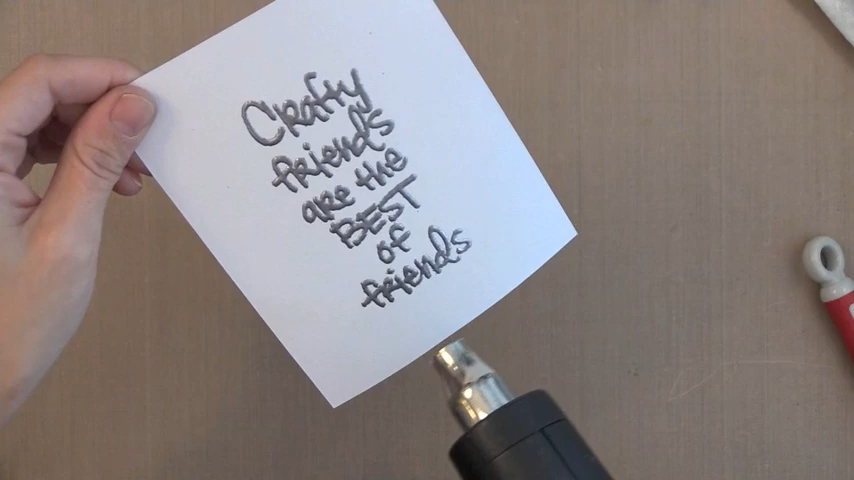 Crafty
friends
are the
BEST
of
friends